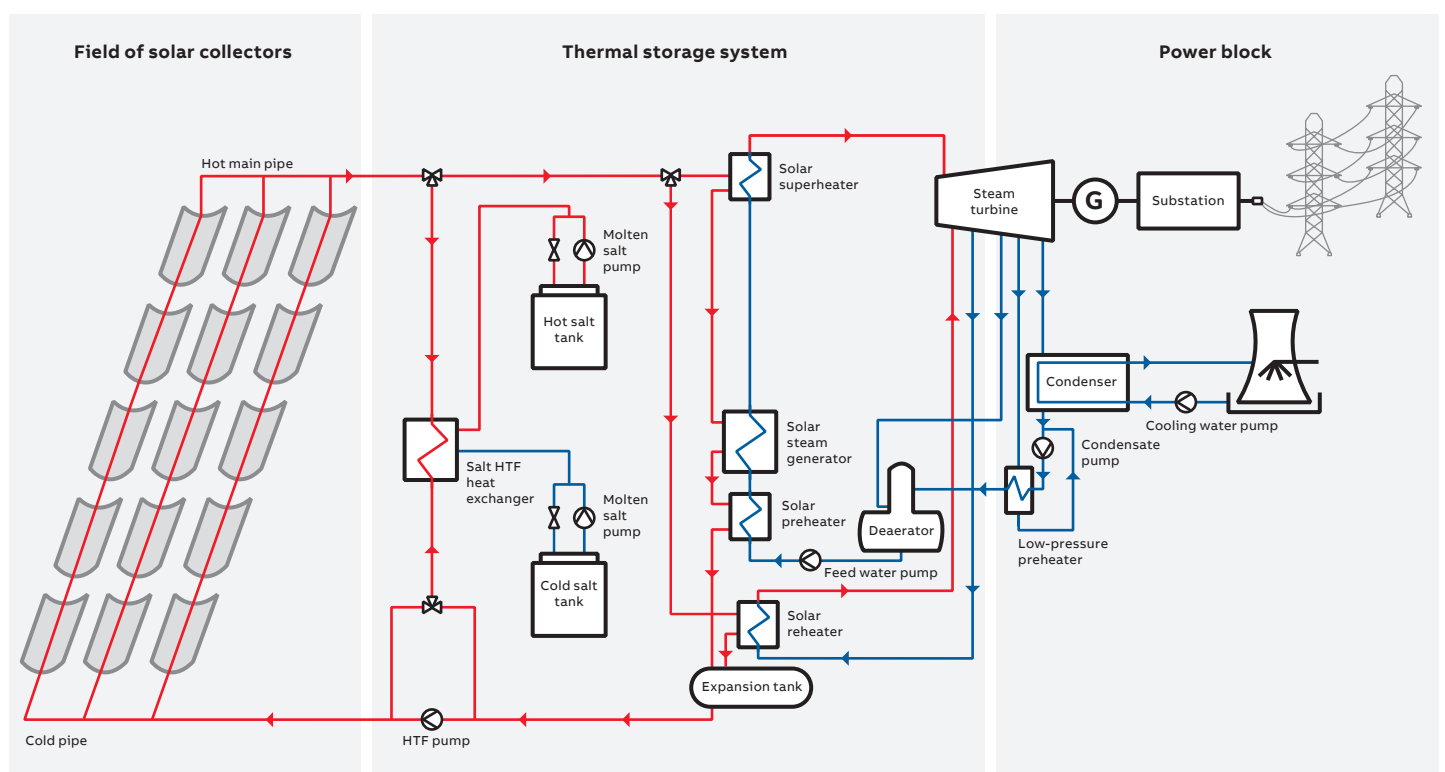 Field of solar collectors
Thermal storage system
Power block
Hot main pipe
Solar
superheater
Steam
turbine
G
Substation
Molten
salt
pump
Hot salt
tank
Condenser
Cooling water pump
Solar
steam
generator
Condensate
pump
Salt HTF
heat
exchanger
Molten
salt
pump
Solar
preheater
Deaerator
Low-pressure
preheater
Feed water pump
Cold salt
tank
Solar
reheater
Expansion tank
Cold pipe
HTF pump